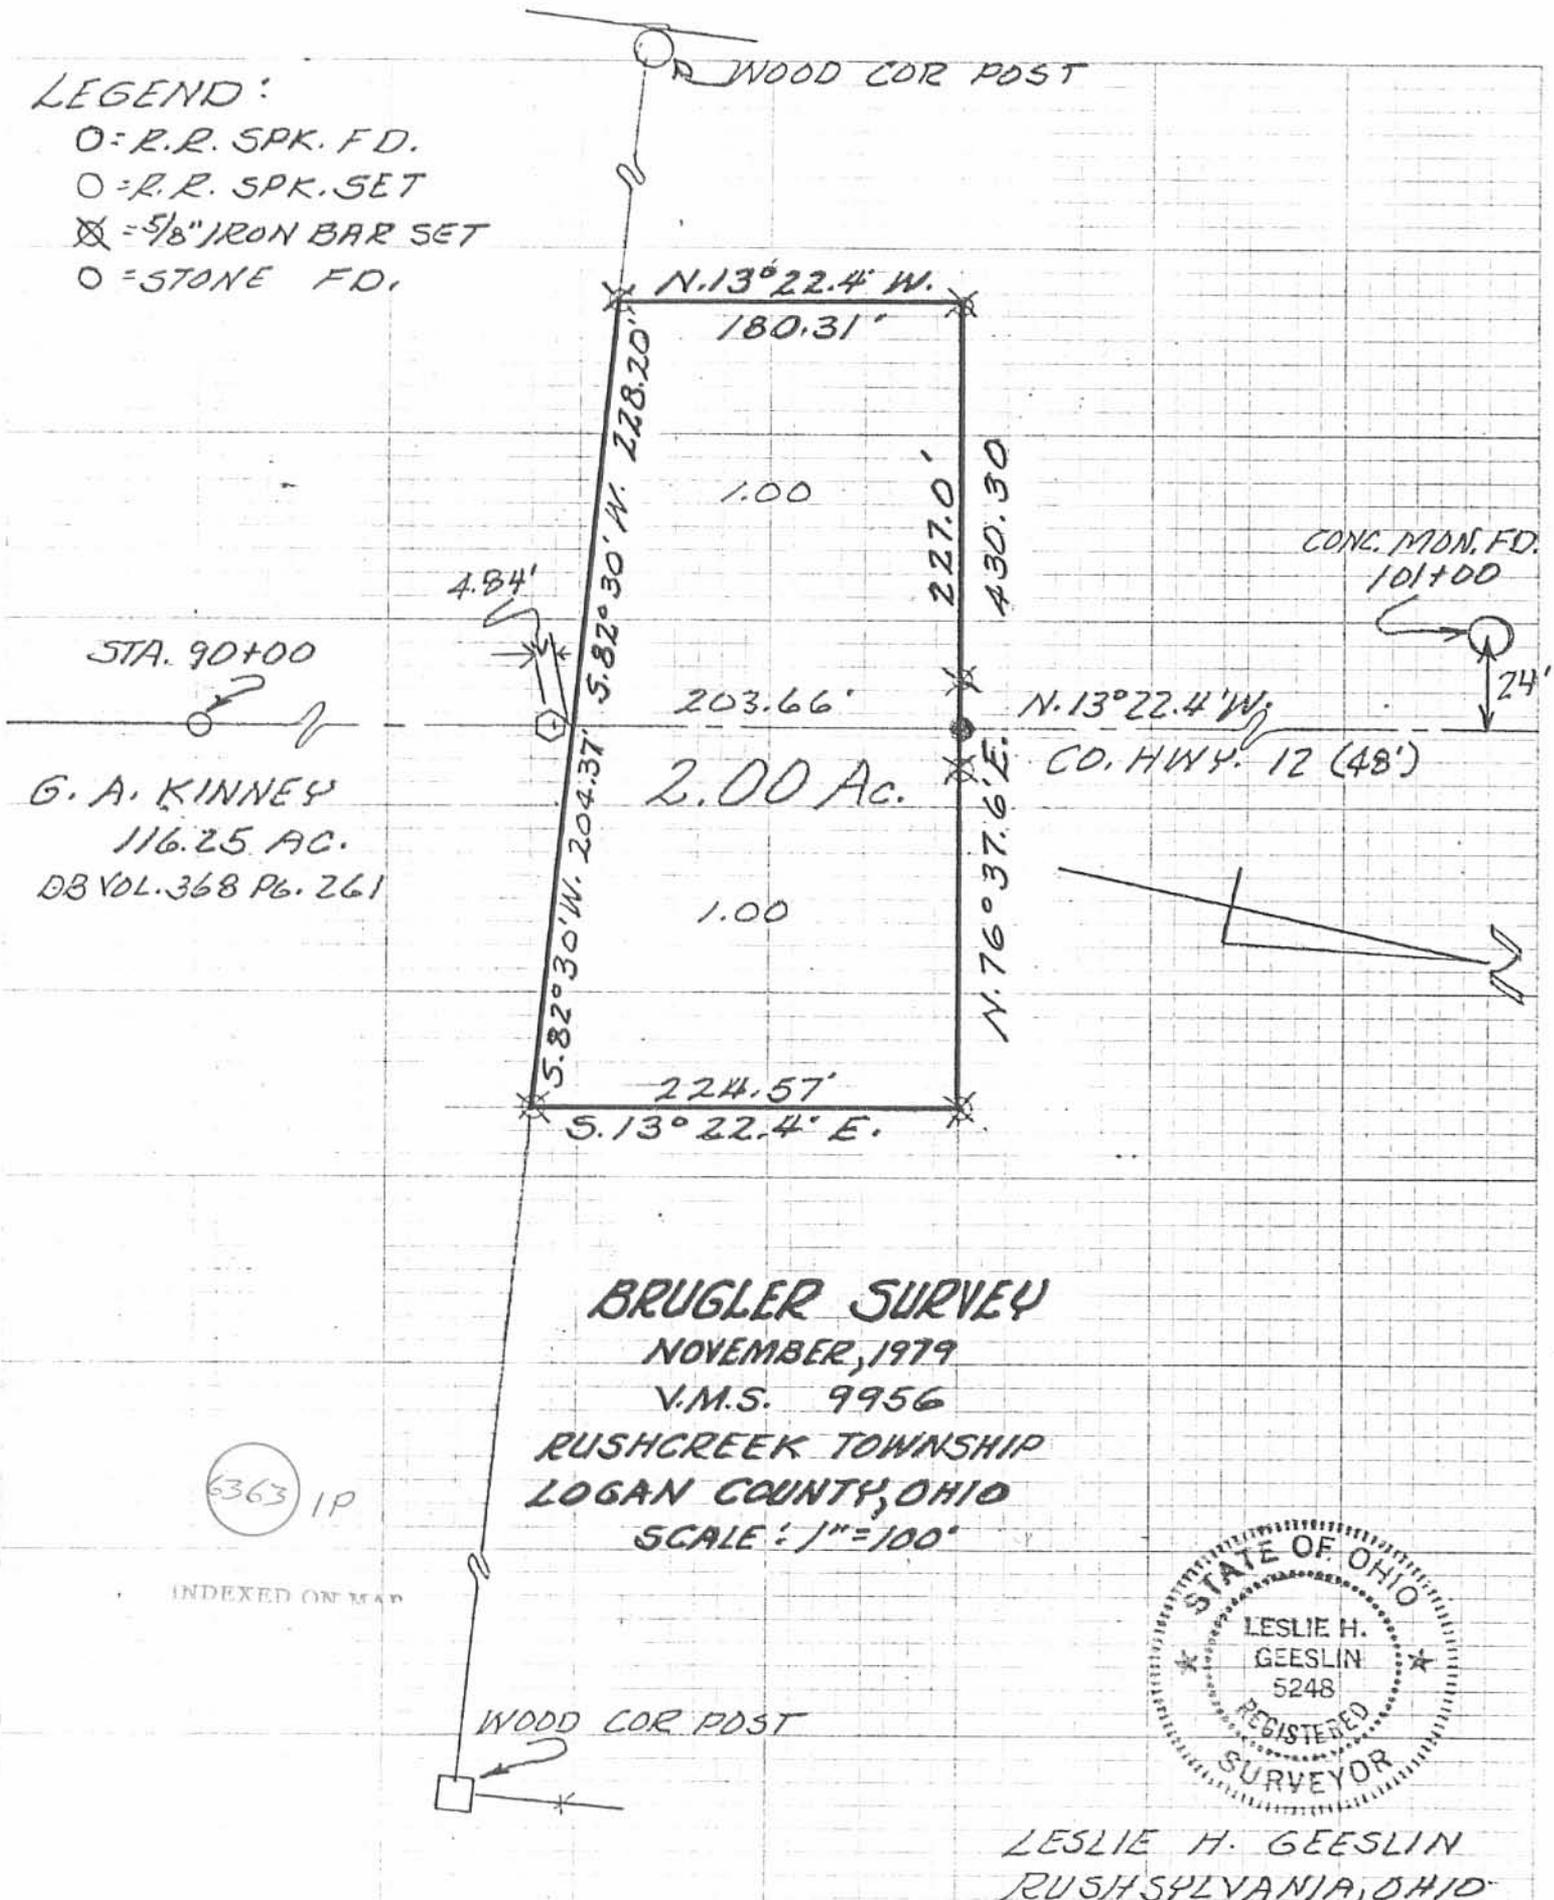 WOOD COR POST
LEGEND:
O=R.R. SPK. FD.
O=R.R. SPK. SET
=5/8" IRON BAR SET
O=STONE FD.
N.13°22.4' W.
180.31'
S.82°30'W. 228.20'
1.00
227.0'
430.30
CONC. MON. FD.
101+00
24'
4.84'
STA. 90+00
203.66'
N.13°22.4'W.
CO. HWY. 12 (48')
2.00 Ac.
G. A. KINNEY
116.25 AC.
DB VOL. 368 PG. 261
S.82°30'W. 204.37'
1.00
N.76°37.6'E.
224.57'
S.13°22.4' E.
BRUGLER SURVEY
NOVEMBER, 1979
V.M.S. 9956
RUSHCREEK TOWNSHIP
LOGAN COUNTY, OHIO
SCALE: 1"=100'
6363 1P
INDEXED ON MAP
STATE OF OHIO
LESLIE H.
GEESLIN
5248
REGISTERED
SURVEYOR
WOOD COR POST
LESLIE H. GEESLIN
RUSHSYLVANIA, OHIO